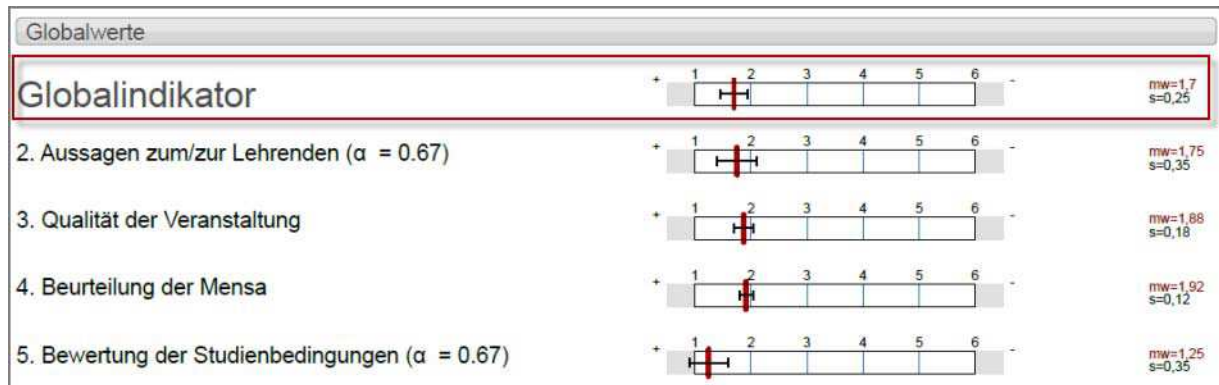 Globalwerte
Globalindikator + 1 2 3 4 5 6 - mw=1,7
s=0,25
2. Aussagen zum/zur Lehrenden (α = 0.67) + 1 2 3 4 5 6 - mw=1,75
s=0,35
3. Qualität der Veranstaltung + 1 2 3 4 5 6 - mw=1,88
s=0,18
4. Beurteilung der Mensa + 1 2 3 4 5 6 - mw=1,92
s=0,12
5. Bewertung der Studienbedingungen (α = 0.67) + 1 2 3 4 5 6 - mw=1,25
s=0,35